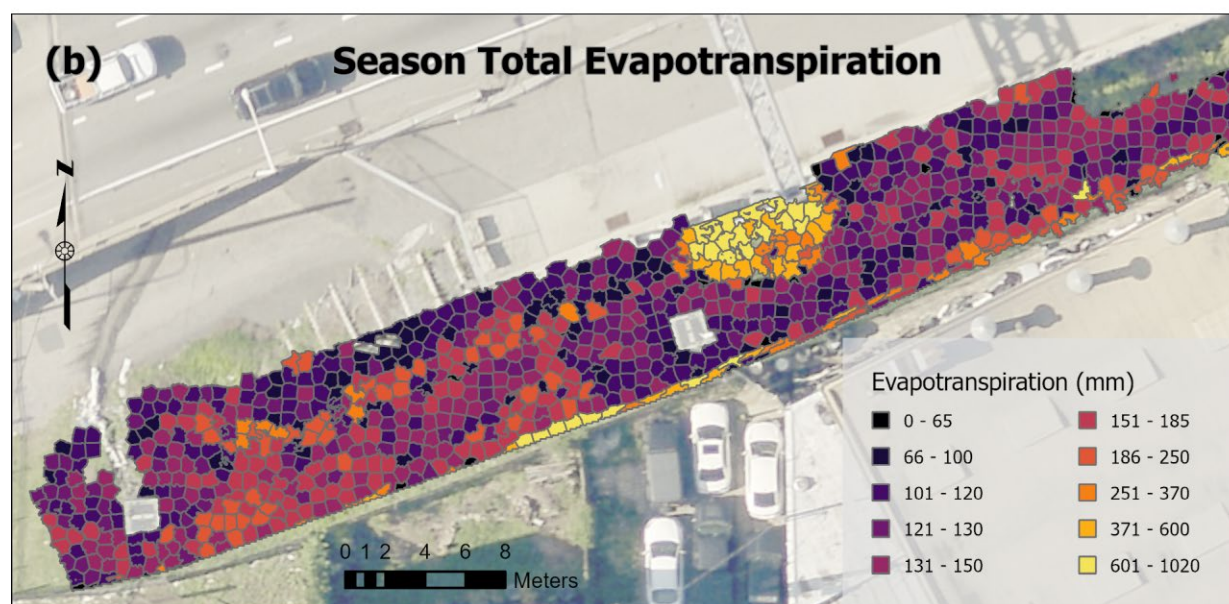 (b) Season Total Evapotranspiration
N
Evapotranspiration (mm)
0 - 65
66 - 100
101 - 120
121 - 130
131 - 150
151 - 185
186 - 250
251 - 370
371 - 600
601 - 1020
0 1 2 4 6 8
Meters